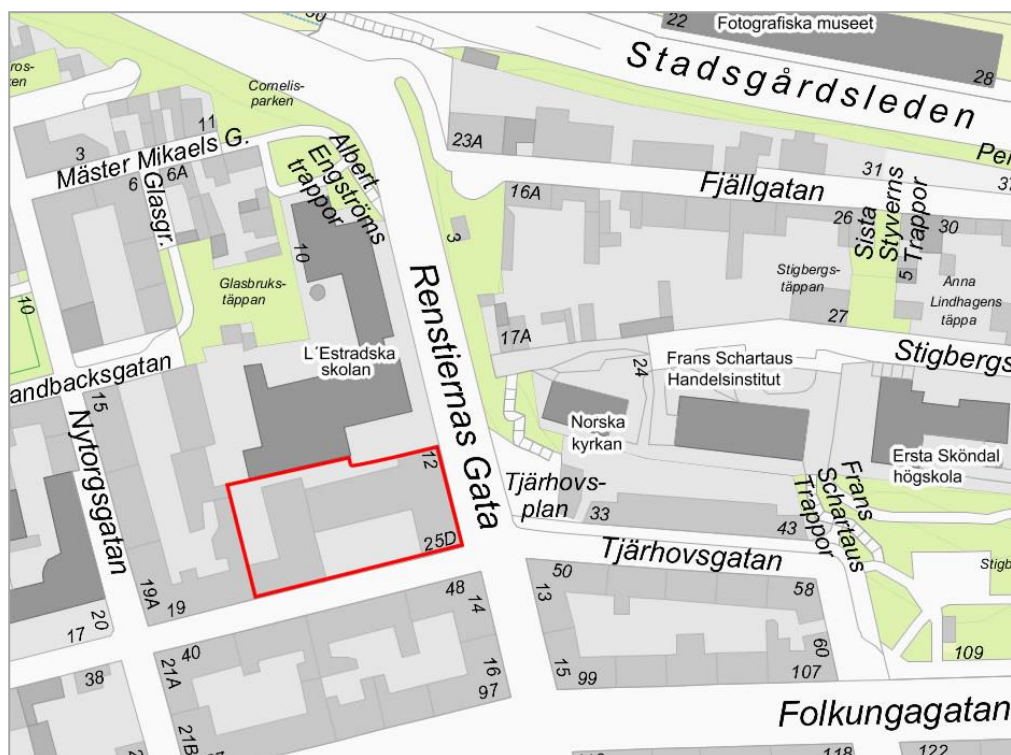 22
Fotografiska museet
28
Stadsgårdsleden
Cornelis-
parken
11
3
Mäster Mikaels G.
6
6A
Glasgr.
Albert
Engströms
trappor
10
23A
31
Fjällgatan
16A
26
Sista
Styverns
Trappor
30
5
3
Glasbruks-
täppan
Stigbergs-
täppan
27
Anna
Lindhagens
täppa
10
L´Estradska
skolan
Renstiernas Gata
17A
24
Frans Schartaus
Handelsinstitut
Stigbergs
andbacksgatan
15
Nytorgsgatan
Norska
kyrkan
Ersta Sköndal
högskola
12
25D
Tjärhovs-
plan
33
43
Frans
Schartaus
Trappor
Tjärhovsgatan
19A
19
20
17
48
14
13
50
58
60
40
21A
38
16
97
15
99
107
109
21B
Folkungagatan
118
122